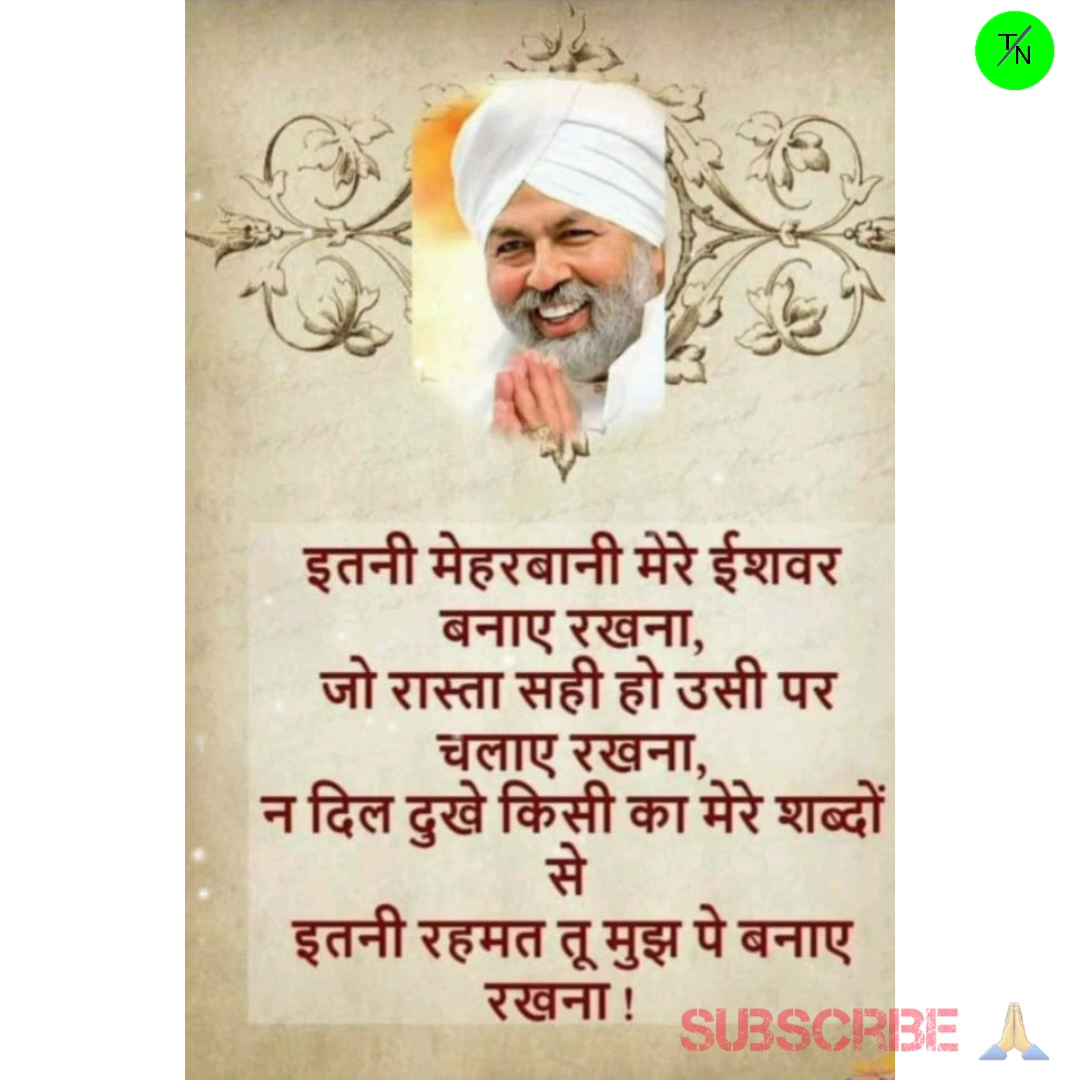 T/N
इतनी मेहरबानी मेरे ईशवर
बनाए रखना,
जो रास्ता सही हो उसी पर
चलाए रखना,
न दिल दुखे किसी का मेरे शब्दों
से
इतनी रहमत तू मुझ पे बनाए
रखना !
SUBSCRIBE